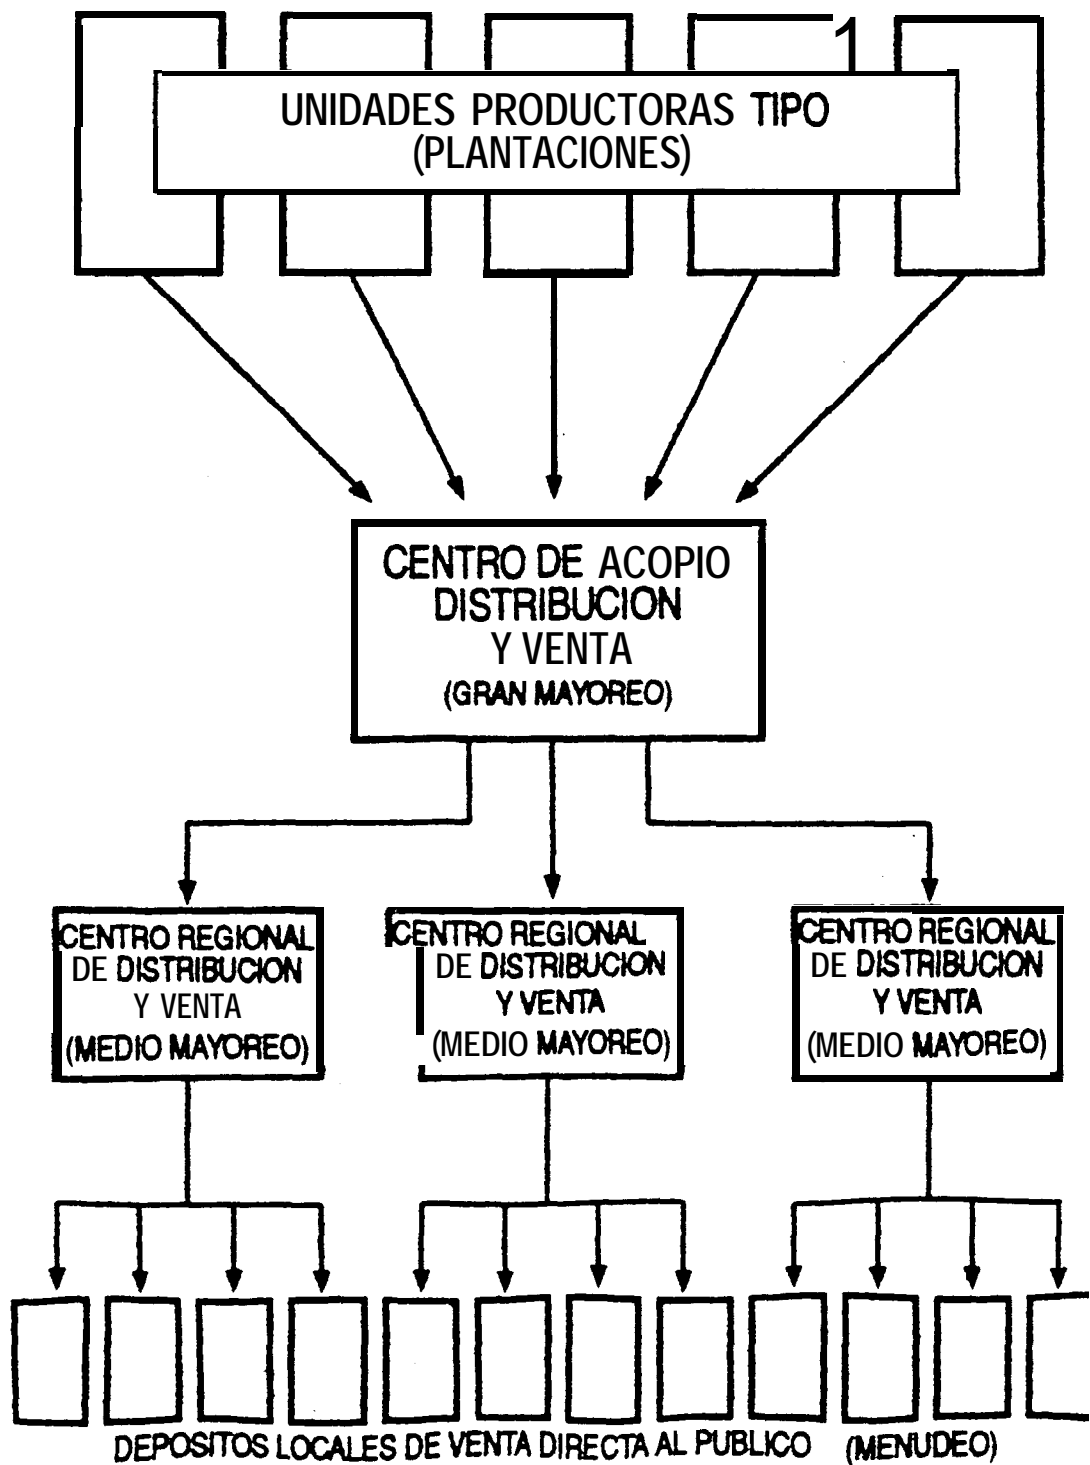 UNIDADES PRODUCTORAS TIPO
(PLANTACIONES)
CENTRO DE ACOPIO
DISTRIBUCION
Y VENTA
(GRAN MAYOREO)
CENTRO REGIONAL
DE DISTRIBUCION
Y VENTA
(MEDIO MAYOREO)
CENTRO REGIONAL
DE DISTRIBUCION
Y VENTA
(MEDIO MAYOREO)
CENTRO REGIONAL
DE DISTRIBUCION
Y VENTA
(MEDIO MAYOREO)
DEPOSITOS LOCALES DE VENTA DIRECTA AL PUBLICO (MENUDEO)